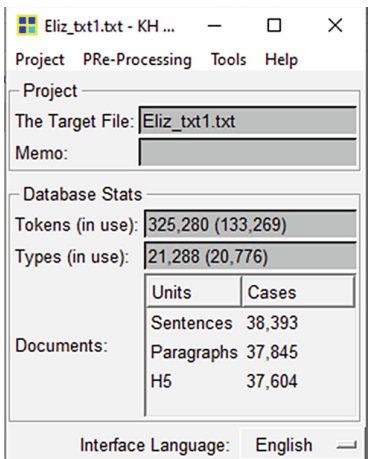 Eliz_txt1.txt - KH ...
Project PRe-Processing Tools Help
Project
The Target File: Eliz_txt1.txt
Memo:
Database Stats
Tokens (in use): 325,280 (133,269)
Types (in use): 21,288 (20,776)
Documents:
Units Cases
Sentences 38,393
Paragraphs 37,845
H5 37,604
Interface Language: English